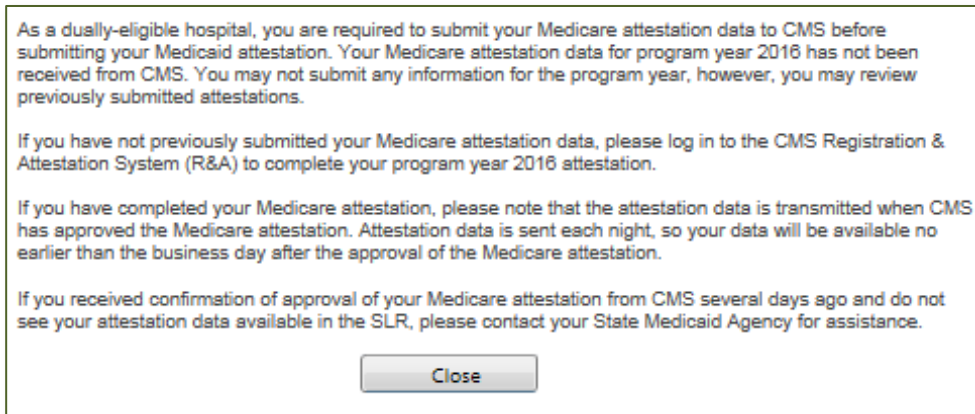 As a dually-eligible hospital, you are required to submit your Medicare attestation data to CMS before
submitting your Medicaid attestation. Your Medicare attestation data for program year 2016 has not been
received from CMS. You may not submit any information for the program year, however, you may review
previously submitted attestations.
If you have not previously submitted your Medicare attestation data, please log in to the CMS Registration &
Attestation System (R&A) to complete your program year 2016 attestation.
If you have completed your Medicare attestation, please note that the attestation data is transmitted when CMS
has approved the Medicare attestation. Attestation data is sent each night, so your data will be available no
earlier than the business day after the approval of the Medicare attestation.
If you received confirmation of approval of your Medicare attestation from CMS several days ago and do not
see your attestation data available in the SLR, please contact your State Medicaid Agency for assistance.
Close